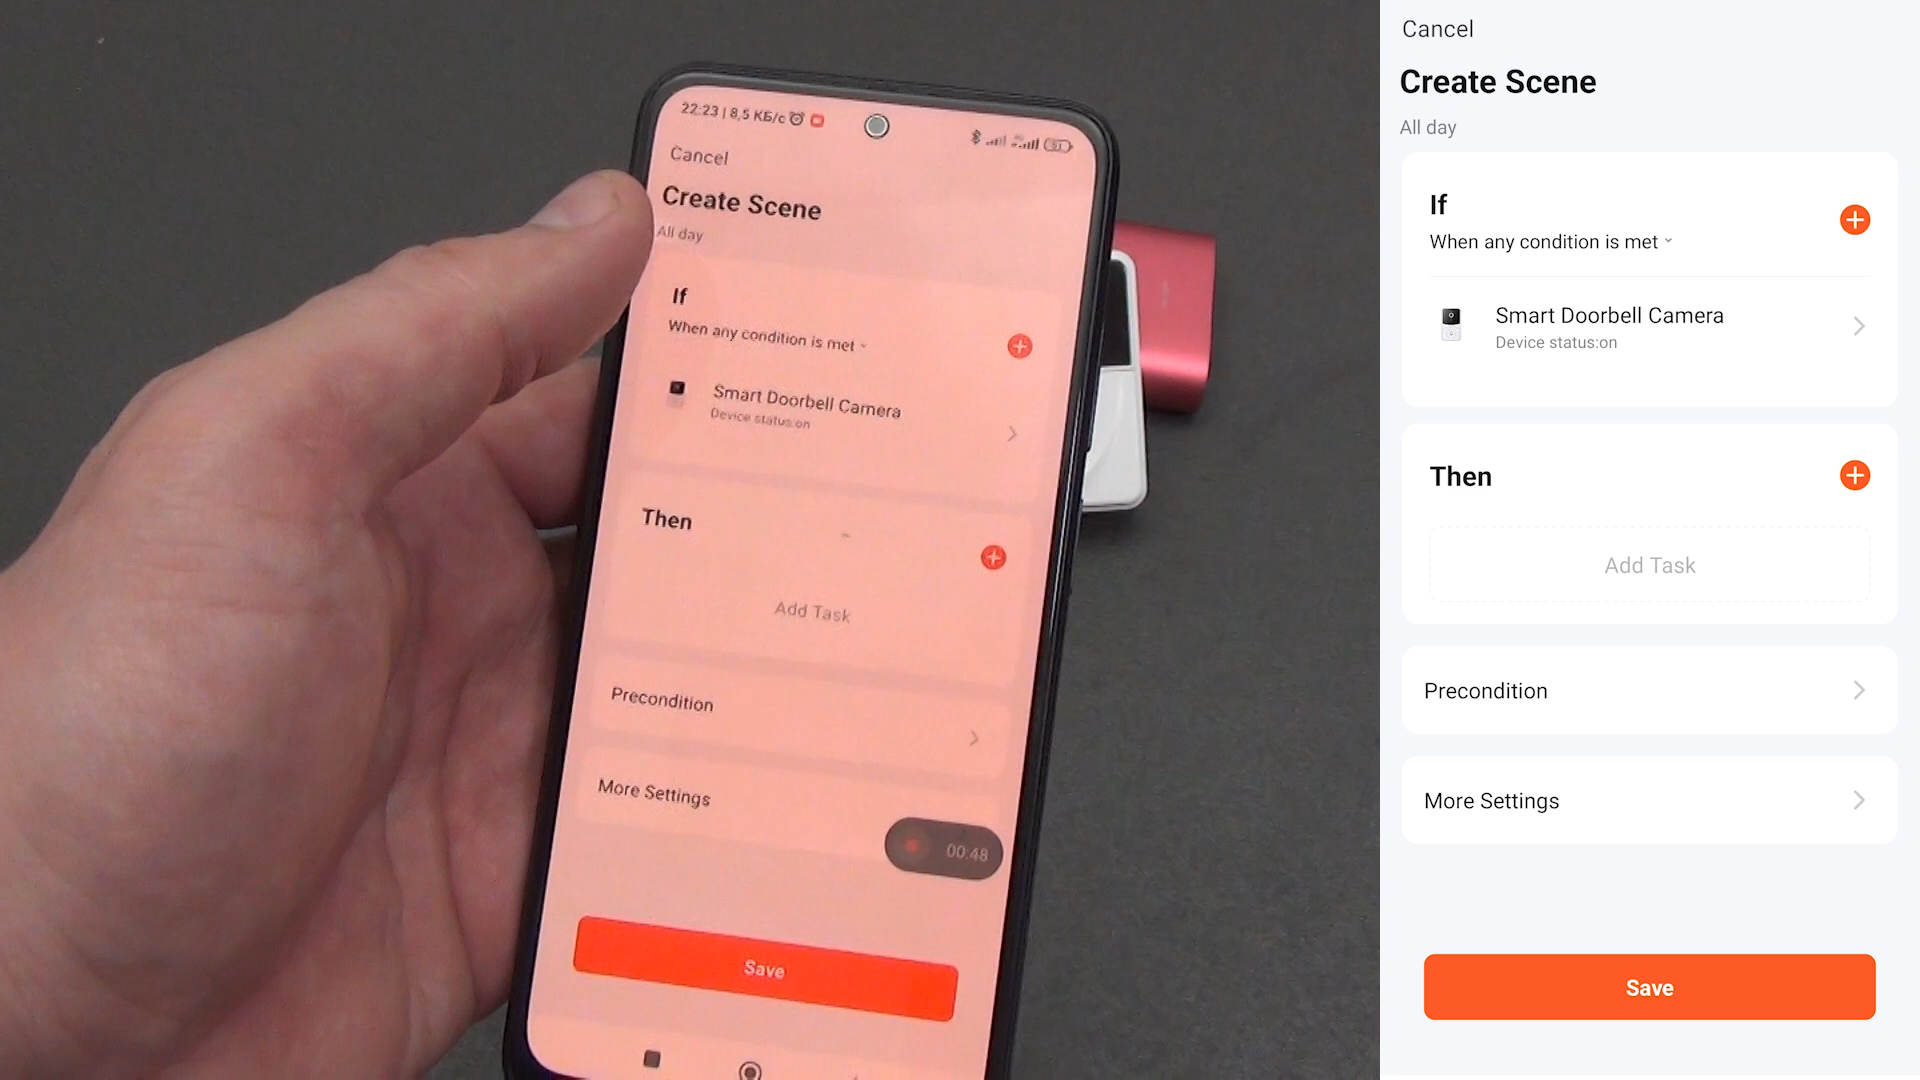 22:23 | 8,5 КБ/с
51
Cancel
Create Scene
All day
If
When any condition is met
Smart Doorbell Camera
Device status:on
Then
Add Task
Precondition
More Settings
00:48
Save
Cancel
Create Scene
All day
If
When any condition is met
Smart Doorbell Camera
Device status:on
Then
Add Task
Precondition
More Settings
Save